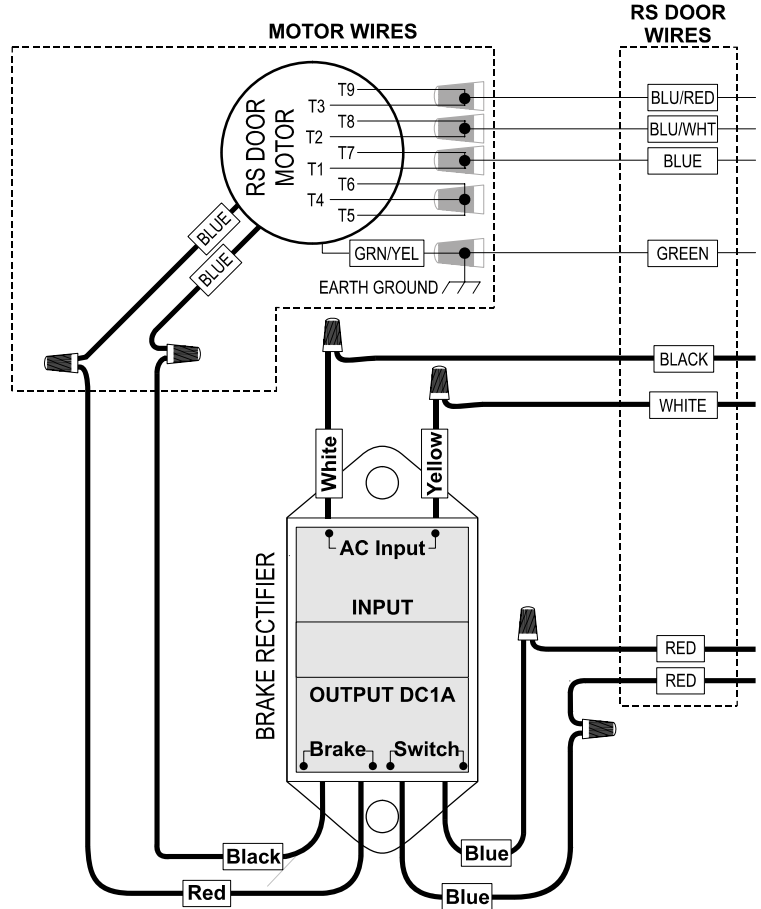 RS DOOR
WIRES
MOTOR WIRES
RS DOOR
MOTOR
T9
T3
T8
T2
T7
T1
T6
T4
T5
BLU/RED
BLU/WHT
BLUE
BLUE
BLUE
GRN/YEL
GREEN
EARTH GROUND
BLACK
WHITE
White
Yellow
AC Input
INPUT
BRAKE RECTIFIER
OUTPUT DC1A
Brake
Switch
RED
RED
Black
Blue
Red
Blue